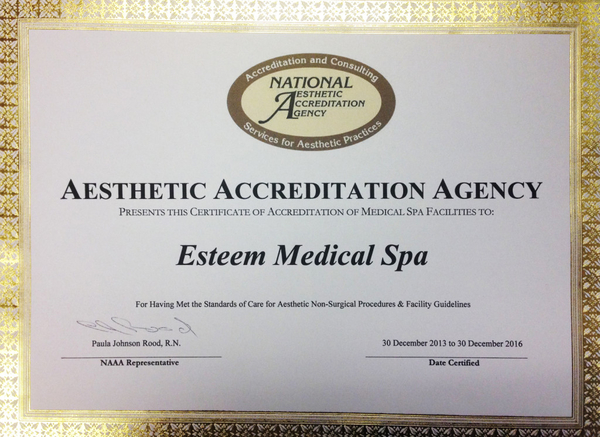 Accreditation and Consulting
NATIONAL
AESTHETIC
ACCREDITATION
AGENCY
Services for Aesthetic Practices
AESTHETIC ACCREDITATION AGENCY
PRESENTS THIS CERTIFICATE OF ACCREDITATION OF MEDICAL SPA FACILITIES TO:
Esteem Medical Spa
For Having Met the Standards of Care for Aesthetic Non-Surgical Procedures & Facility Guidelines
Paula Johnson Rood, R.N. 30 December 2013 to 30 December 2016
NAAA Representative Date Certified